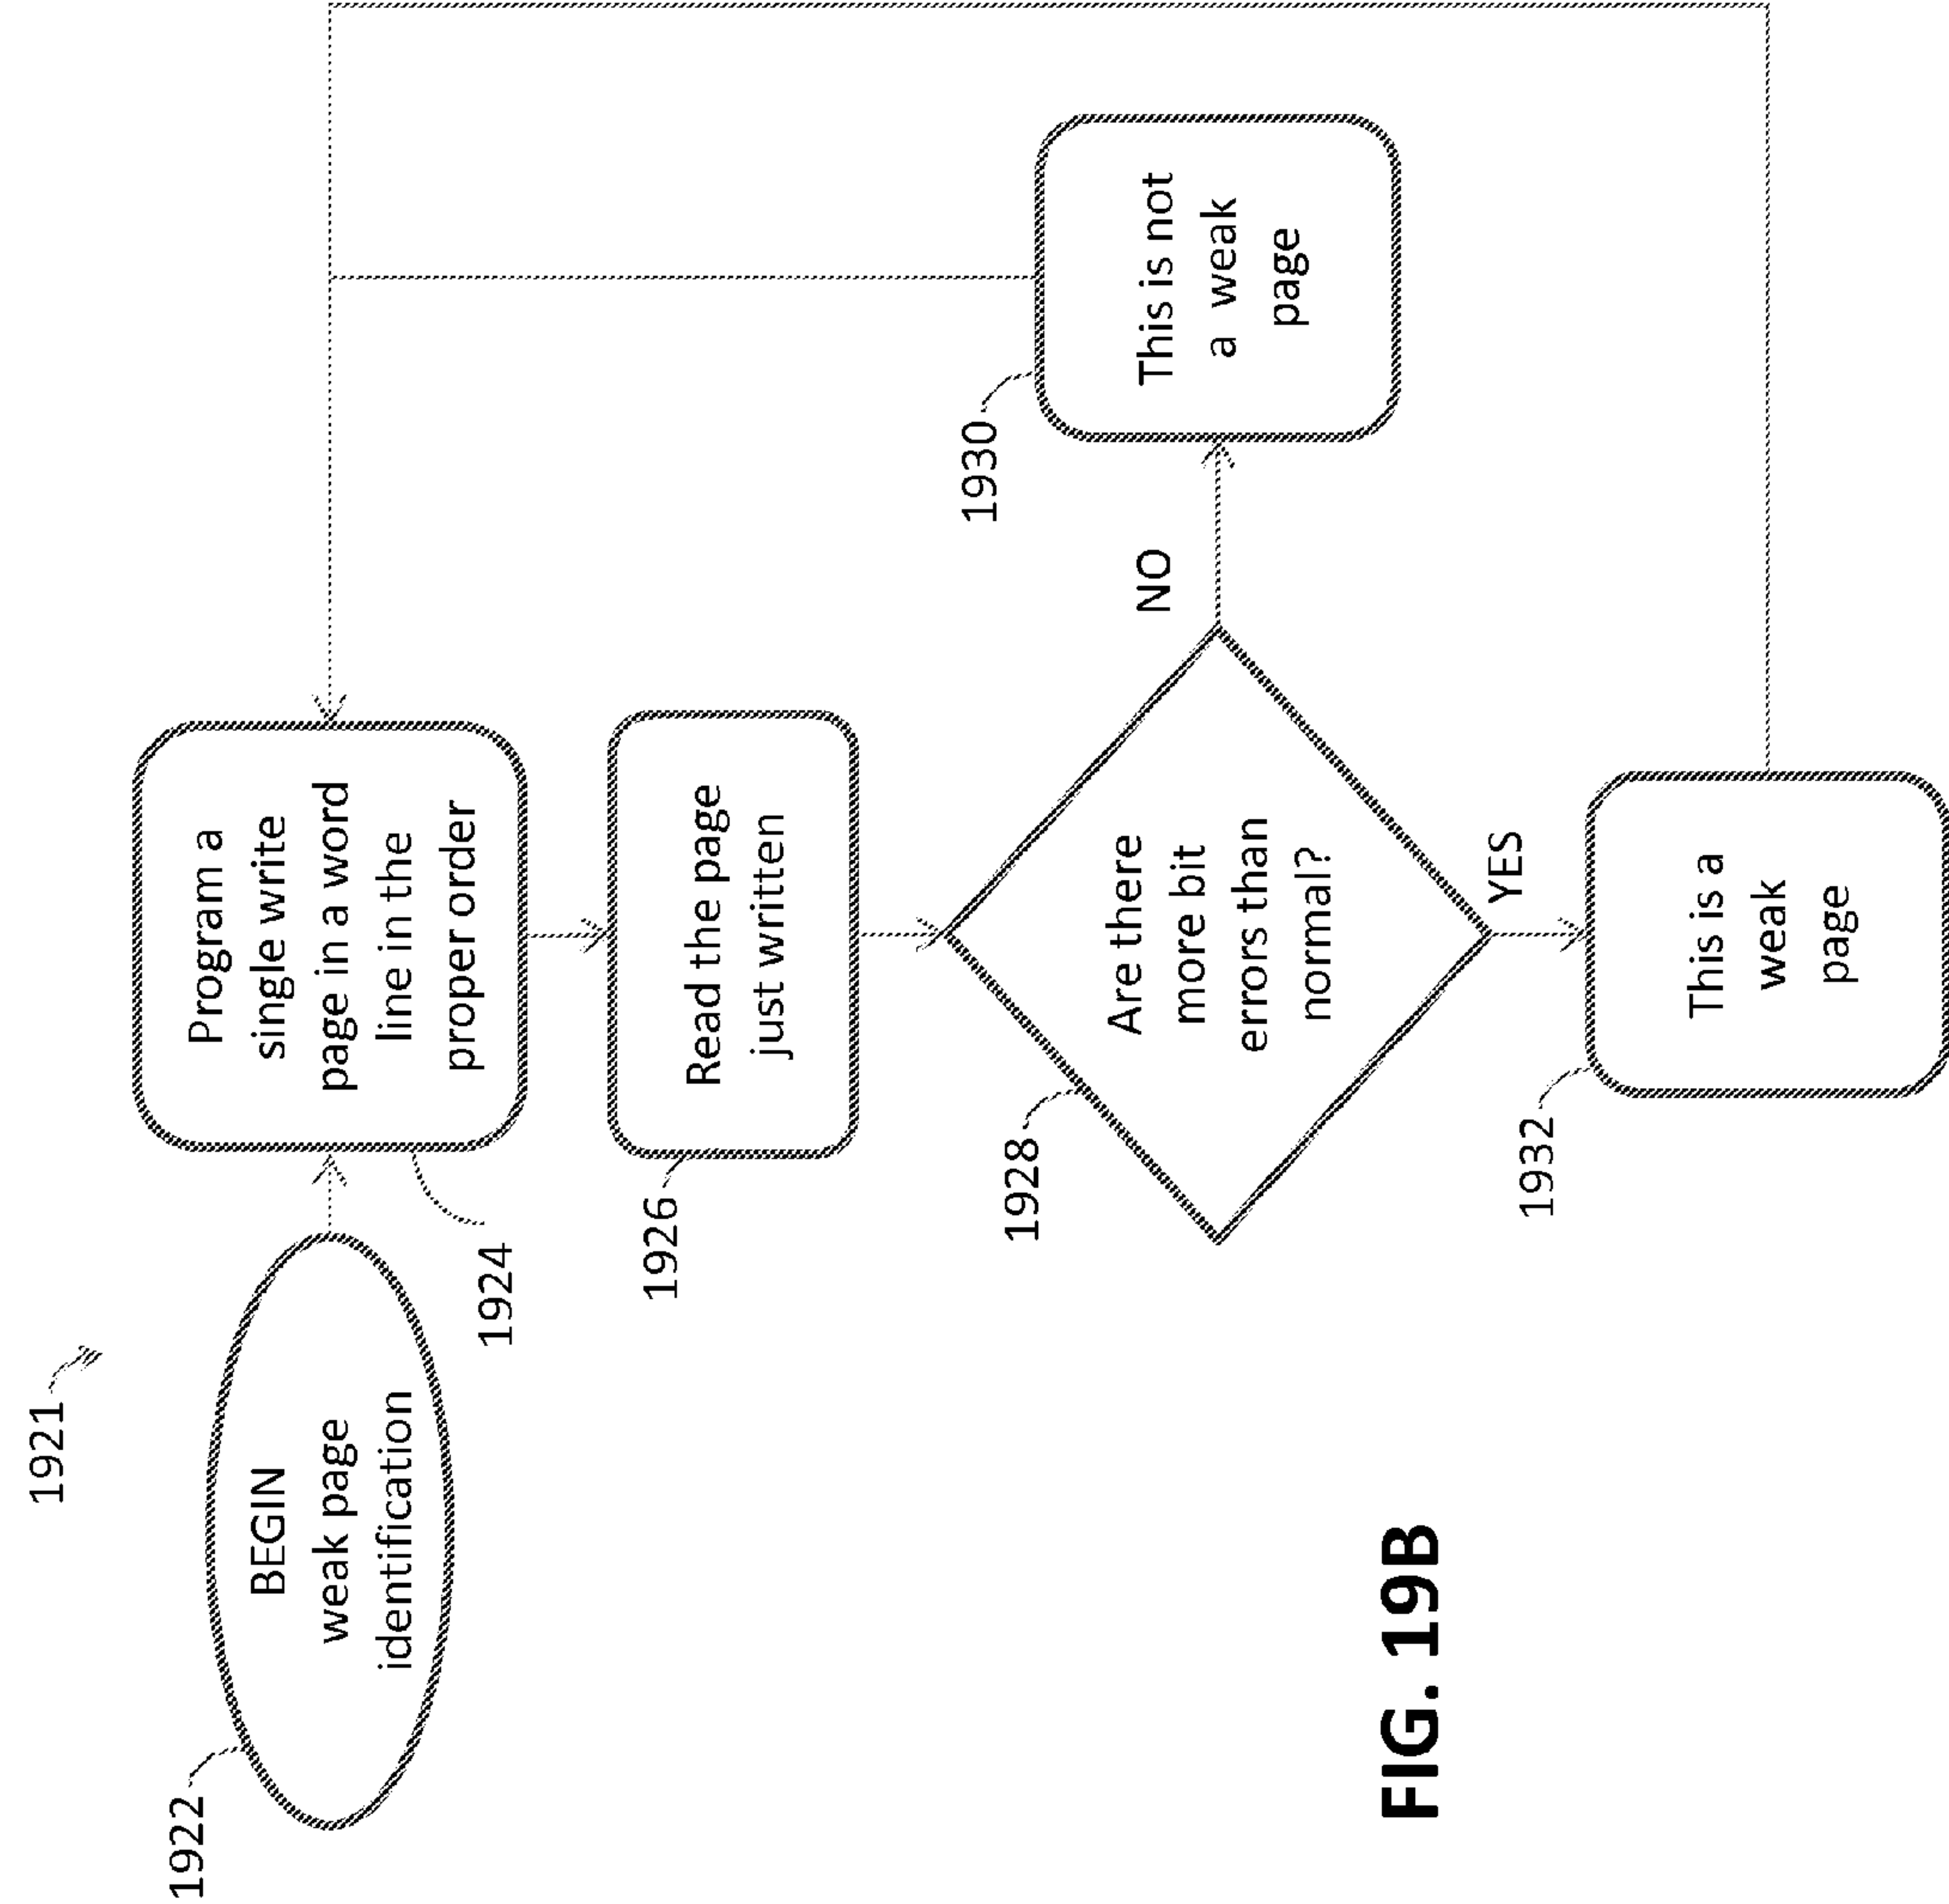 1921
1922
BEGIN
weak page
identification
1924
Program a
single write
page in a word
line in the
proper order
1926
Read the page
just written
1928
Are there
more bit
errors than
normal?
NO
1930
This is not
a weak
page
YES
1932
This is a
weak
page
FIG. 19B